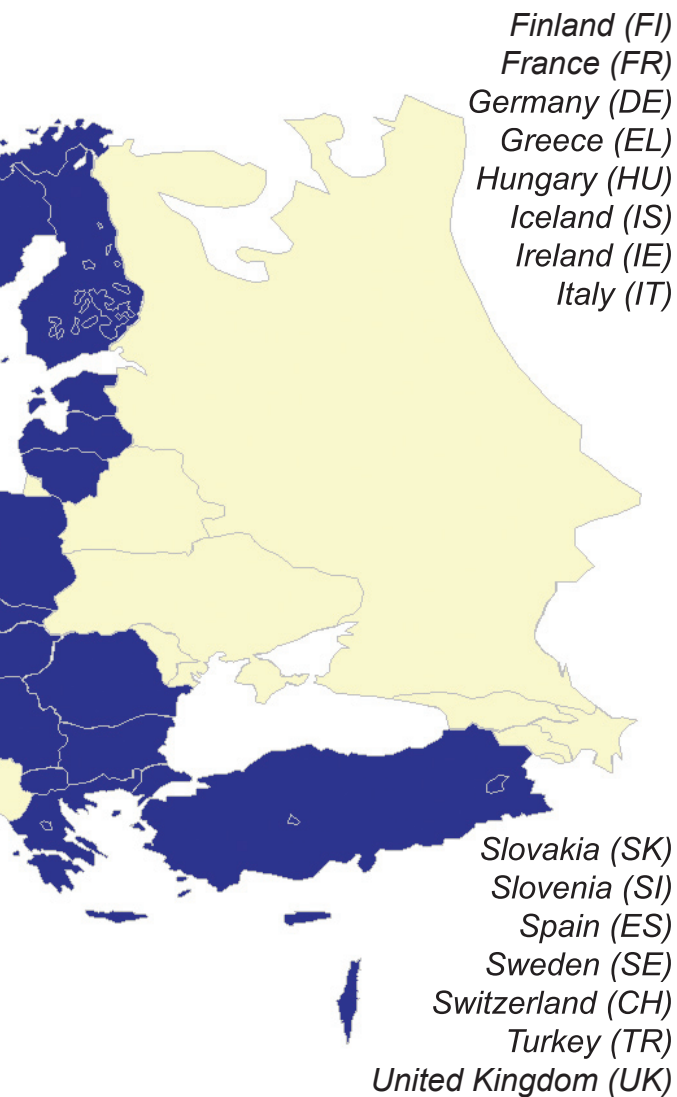 Finland (FI)
France (FR)
Germany (DE)
Greece (EL)
Hungary (HU)
Iceland (IS)
Ireland (IE)
Italy (IT)
Slovakia (SK)
Slovenia (SI)
Spain (ES)
Sweden (SE)
Switzerland (CH)
Turkey (TR)
United Kingdom (UK)